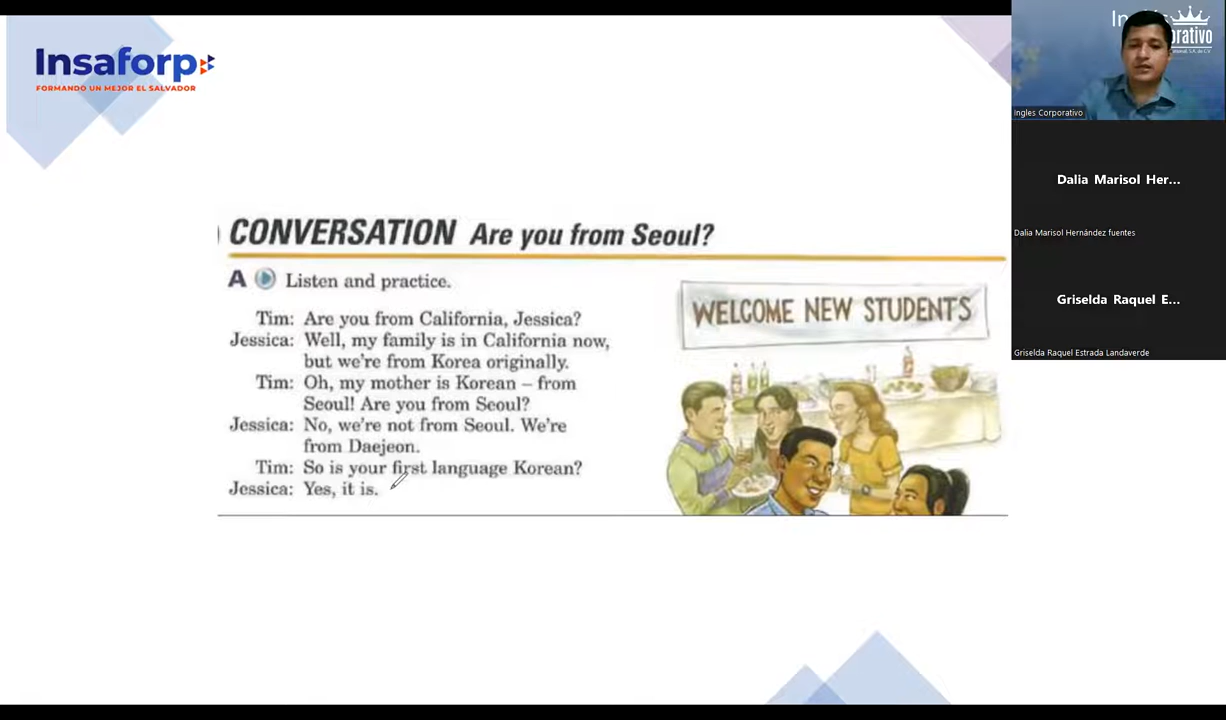 Insaforp
FORMANDO UN MEJOR EL SALVADOR
CONVERSATION Are you from Seoul?
A Listen and practice.
Tim: Are you from California, Jessica?
Jessica: Well, my family is in California now,
but we're from Korea originally.
Tim: Oh, my mother is Korean – from
Seoul! Are you from Seoul?
Jessica: No, we're not from Seoul. We're
from Daejeon.
Tim: So is your first language Korean?
Jessica: Yes, it is.
WELCOME NEW STUDENTS
Ingles Corporativo
Dalia Marisol Her...
Dalia Marisol Hernández fuentes
Griselda Raquel E...
Griselda Raquel Estrada Landaverde